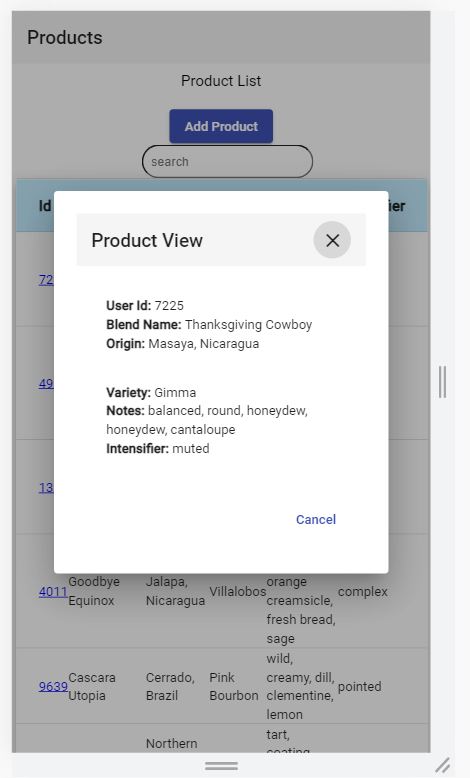 Products
Product List
Add Product
search
Id
ier
Product View
User Id: 7225
Blend Name: Thanksgiving Cowboy
Origin: Masaya, Nicaragua
Variety: Gimma
Notes: balanced, round, honeydew,
honeydew, cantaloupe
Intensifier: muted
Cancel
72
49
13
4011 Goodbye Equinox Jalapa, Nicaragua Villalobos orange creamsicle, fresh bread, sage complex
9639 Cascara Utopia Cerrado, Brazil Pink Bourbon wild, creamy, dill, clementine, lemon pointed
Northern tart,
coating